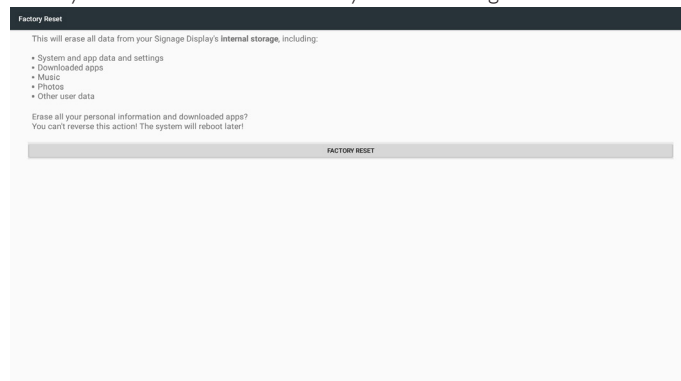 Factory Reset
This will erase all data from your Signage Display's internal storage, including:
• System and app data and settings
• Downloaded apps
• Music
• Photos
• Other user data
Erase all your personal information and downloaded apps?
You can't reverse this action! The system will reboot later!
FACTORY RESET